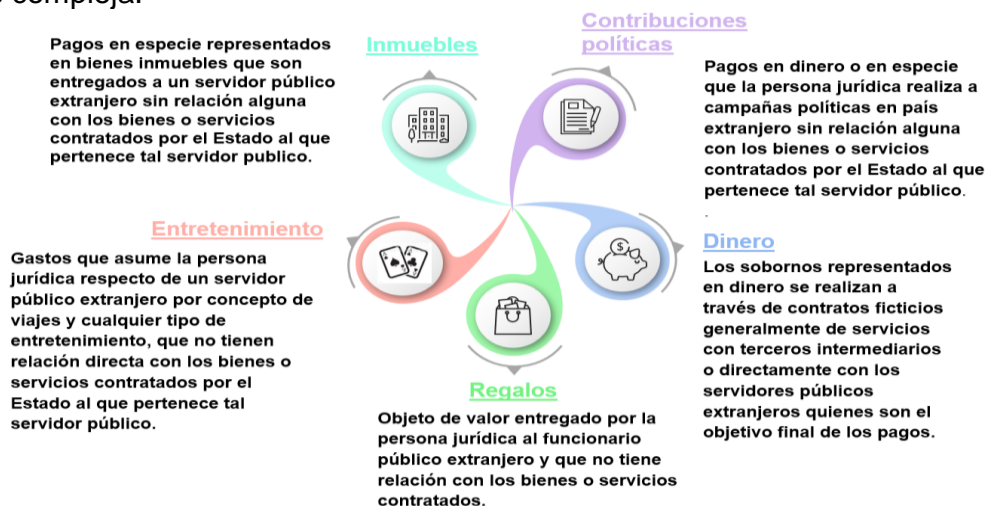 o compleja.
Inmuebles
Pagos en especie representados
en bienes inmuebles que son
entregados a un servidor público
extranjero sin relación alguna
con los bienes o servicios
contratados por el Estado al que
pertenece tal servidor publico.
Contribuciones
políticas
Pagos en dinero o en especie
que la persona jurídica realiza a
campañas políticas en país
extranjero sin relación alguna
con los bienes o servicios
contratados por el Estado al que
pertenece tal servidor público.
.
Entretenimiento
Gastos que asume la persona
jurídica respecto de un servidor
público extranjero por concepto de
viajes y cualquier tipo de
entretenimiento, que no tienen
relación directa con los bienes o
servicios contratados por el
Estado al que pertenece tal
servidor público.
Dinero
Los sobornos representados
en dinero se realizan a
través de contratos ficticios
generalmente de servicios
con terceros intermediarios
o directamente con los
servidores públicos
extranjeros quienes son el
objetivo final de los pagos.
Regalos
Objeto de valor entregado por la
persona jurídica al funcionario
público extranjero y que no tiene
relación con los bienes o servicios
contratados.